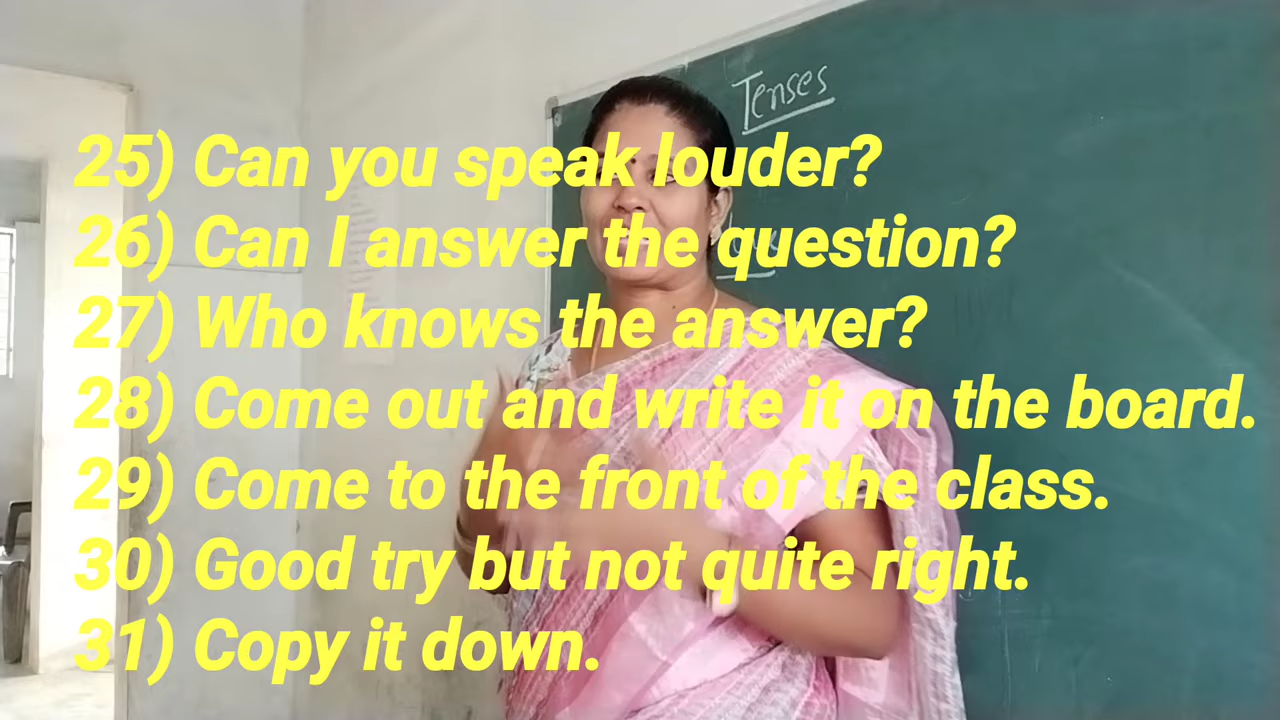 Tenses
25) Can you speak louder?
26) Can I answer the question?
27) Who knows the answer?
28) Come out and write it on the board.
29) Come to the front of the class.
30) Good try but not quite right.
31) Copy it down.